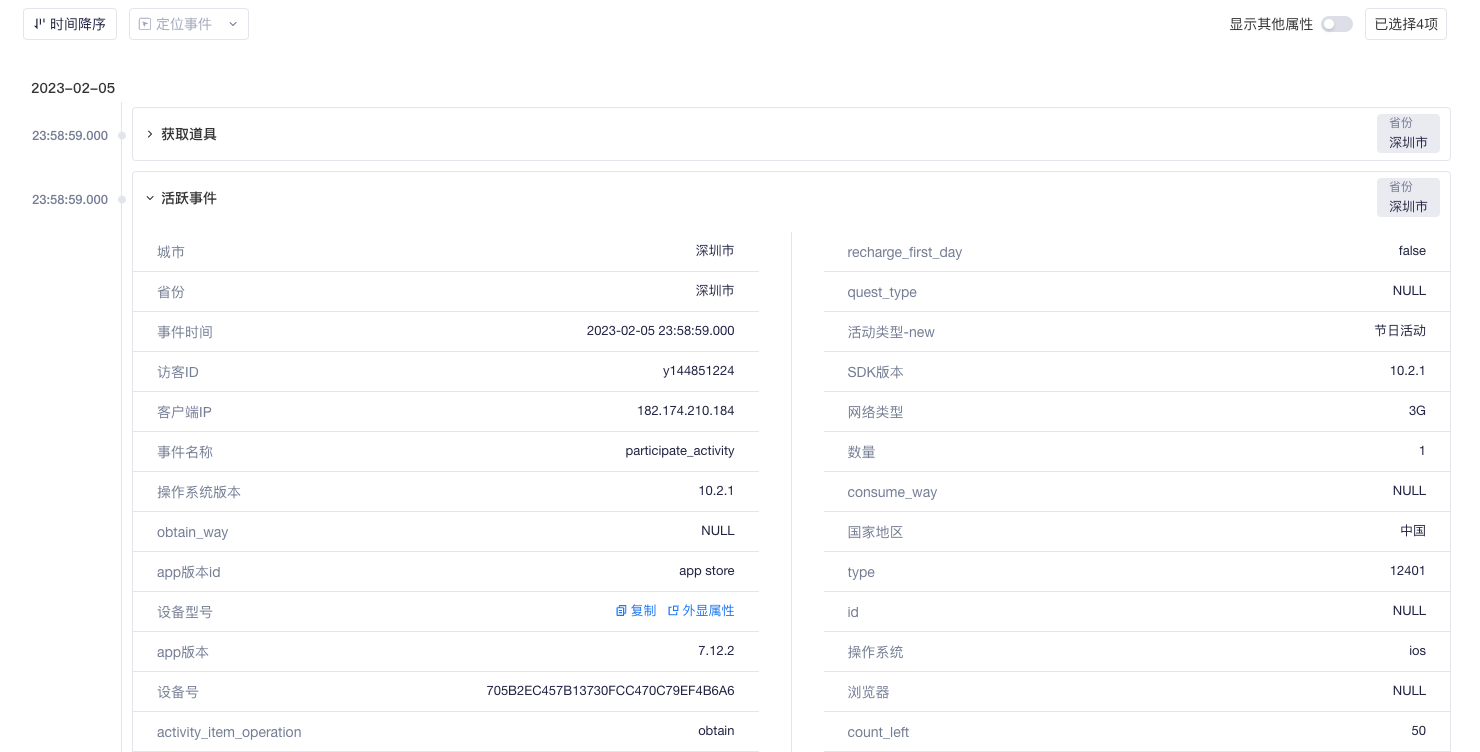 时间降序
定位事件
显示其他属性
已选择4项
2023-02-05
23:58:59.000
获取道具
省份
深圳市
23:58:59.000
活跃事件
省份
深圳市
城市 深圳市
省份 深圳市
事件时间 2023-02-05 23:58:59.000
访客ID y144851224
客户端IP 182.174.210.184
事件名称 participate_activity
操作系统版本 10.2.1
obtain_way NULL
app版本id app store
设备型号 复制 外显属性
app版本 7.12.2
设备号 705B2EC457B13730FCC470C79EF4B6A6
activity_item_operation obtain
recharge_first_day false
quest_type NULL
活动类型-new 节日活动
SDK版本 10.2.1
网络类型 3G
数量 1
consume_way NULL
国家地区 中国
type 12401
id NULL
操作系统 ios
浏览器 NULL
count_left 50